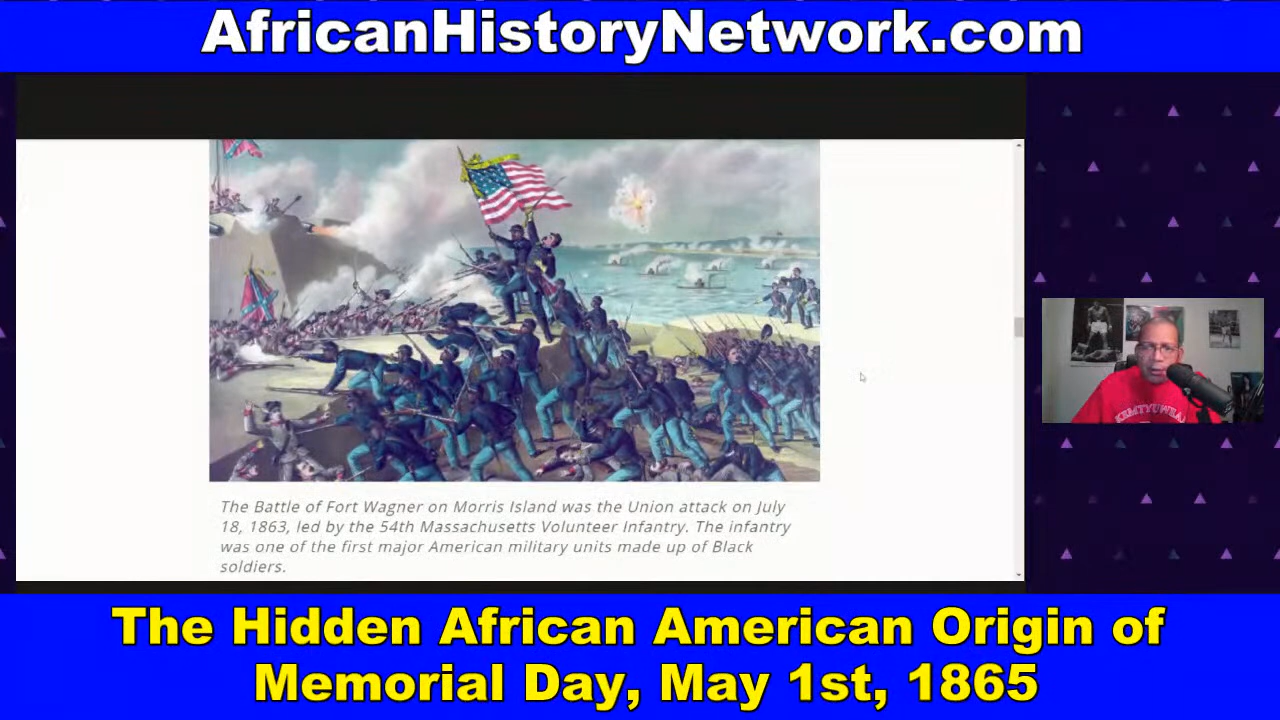 AfricanHistoryNetwork.com
The Battle of Fort Wagner on Morris Island was the Union attack on July
18, 1863, led by the 54th Massachusetts Volunteer Infantry. The infantry
was one of the first major American military units made up of Black
soldiers.
KEMTYUWEAR
The Hidden African American Origin of
Memorial Day, May 1st, 1865